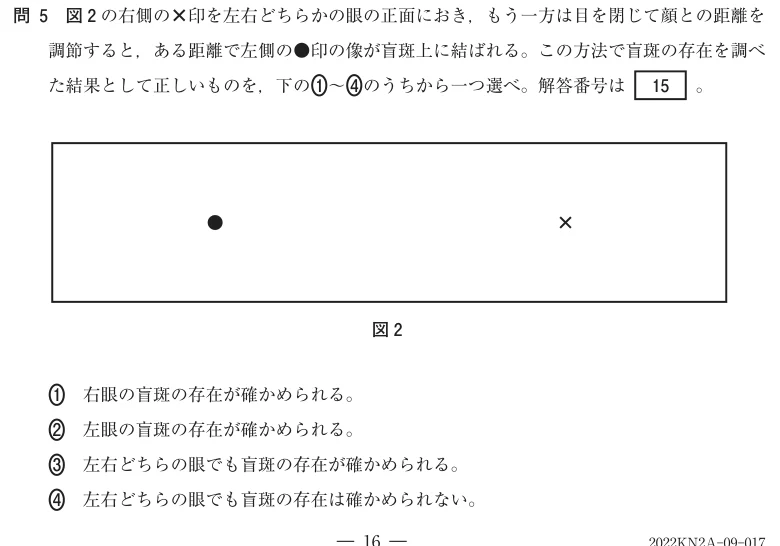 問 5 図 2 の右側の✕印を左右どちらかの眼の正面におき，もう一方は目を閉じて顔との距離を
調節すると，ある距離で左側の●印の像が盲斑上に結ばれる。この方法で盲斑の存在を調べ
た結果として正しいものを，下の①～④のうちから一つ選べ。解答番号は 15 。
● ✕
図 2
① 右眼の盲斑の存在が確かめられる。
② 左眼の盲斑の存在が確かめられる。
③ 左右どちらの眼でも盲斑の存在が確かめられる。
④ 左右どちらの眼でも盲斑の存在は確かめられない。
― 16 ―
2022KN2A-09-017